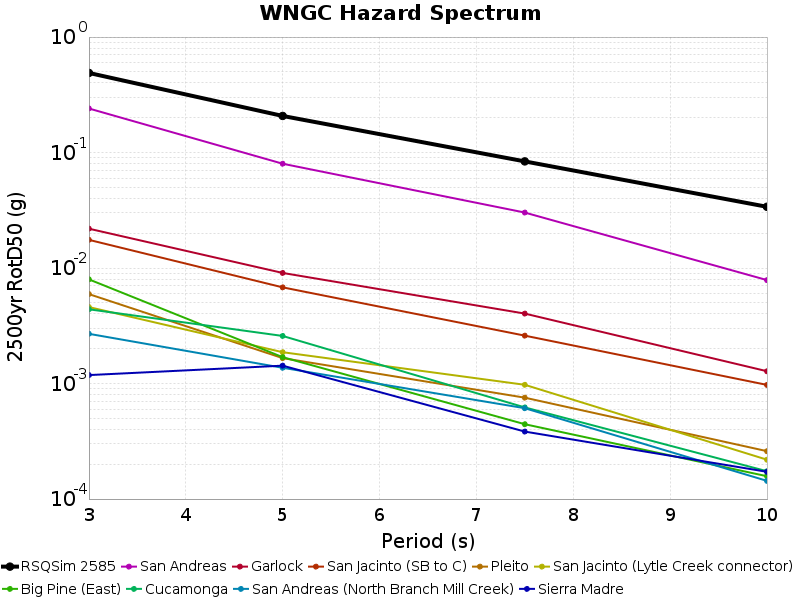 WNGC Hazard Spectrum
10^0
10^-1
10^-2
10^-3
10^-4
2500yr RotD50 (g)
3 4 5 6 7 8 9 10
Period (s)
RSQSim 2585 San Andreas Garlock San Jacinto (SB to C) Pleito San Jacinto (Lytle Creek connector)
Big Pine (East) Cucamonga San Andreas (North Branch Mill Creek) Sierra Madre